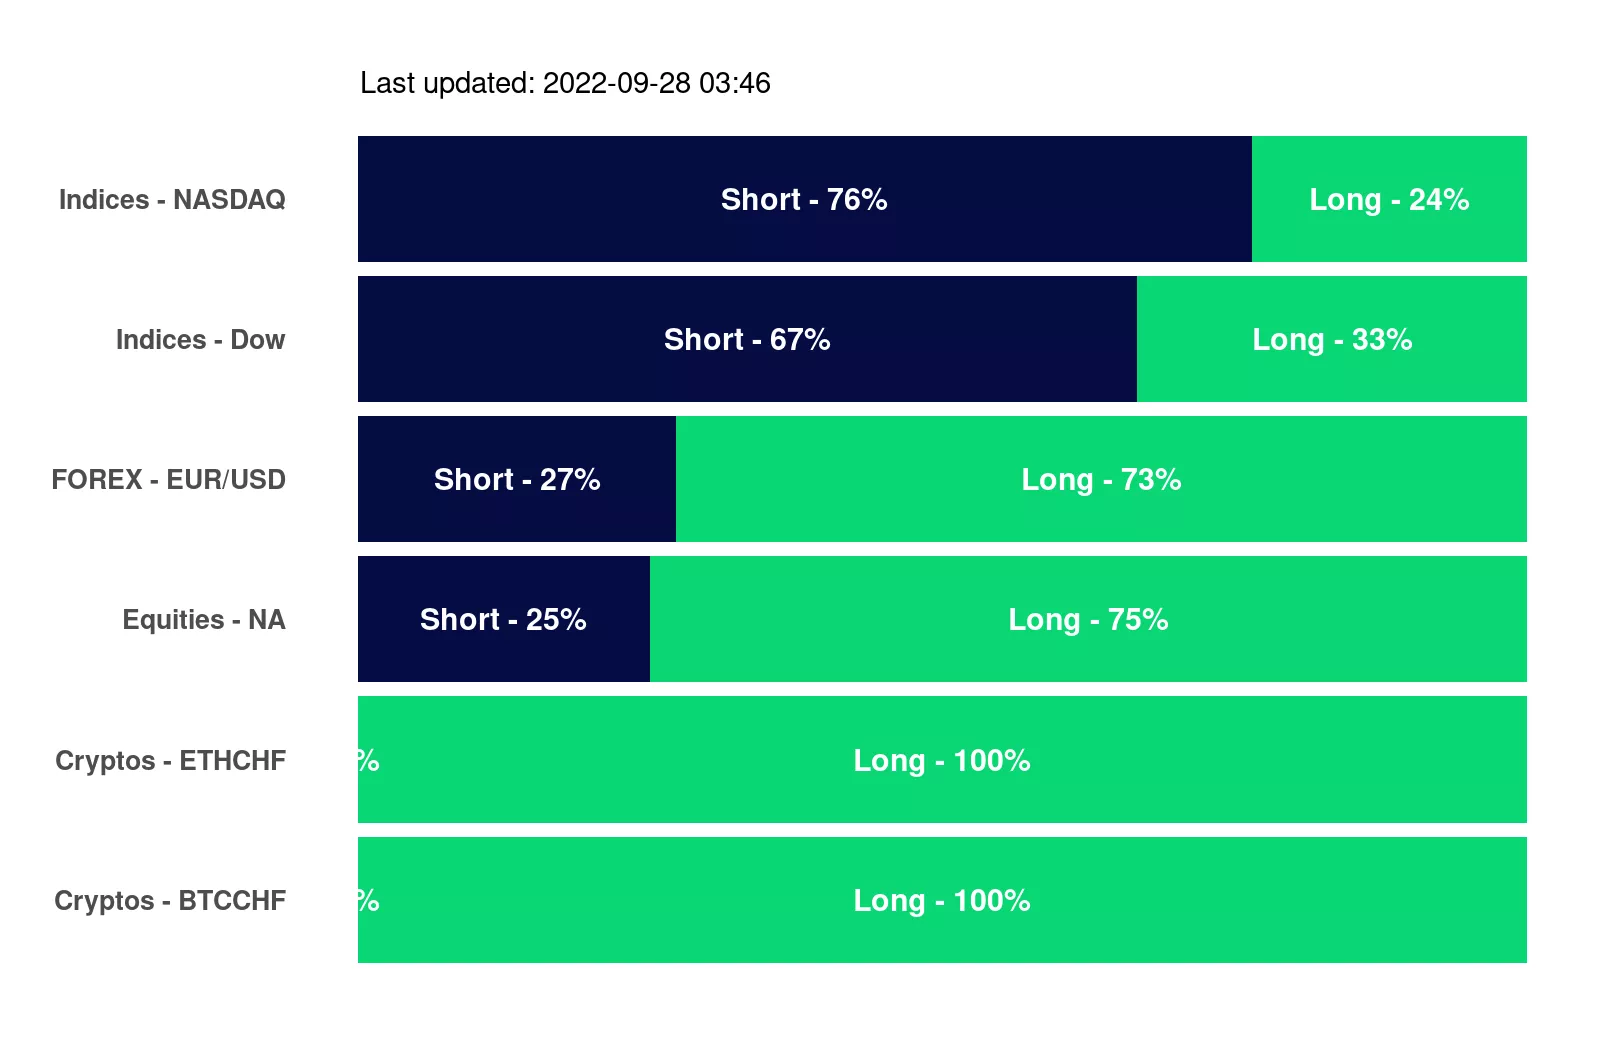 Last updated: 2022-09-28 03:46
Indices - NASDAQ Short - 76% Long - 24%
Indices - Dow Short - 67% Long - 33%
FOREX - EUR/USD Short - 27% Long - 73%
Equities - NA Short - 25% Long - 75%
Cryptos - ETHCHF % Long - 100%
Cryptos - BTCCHF % Long - 100%